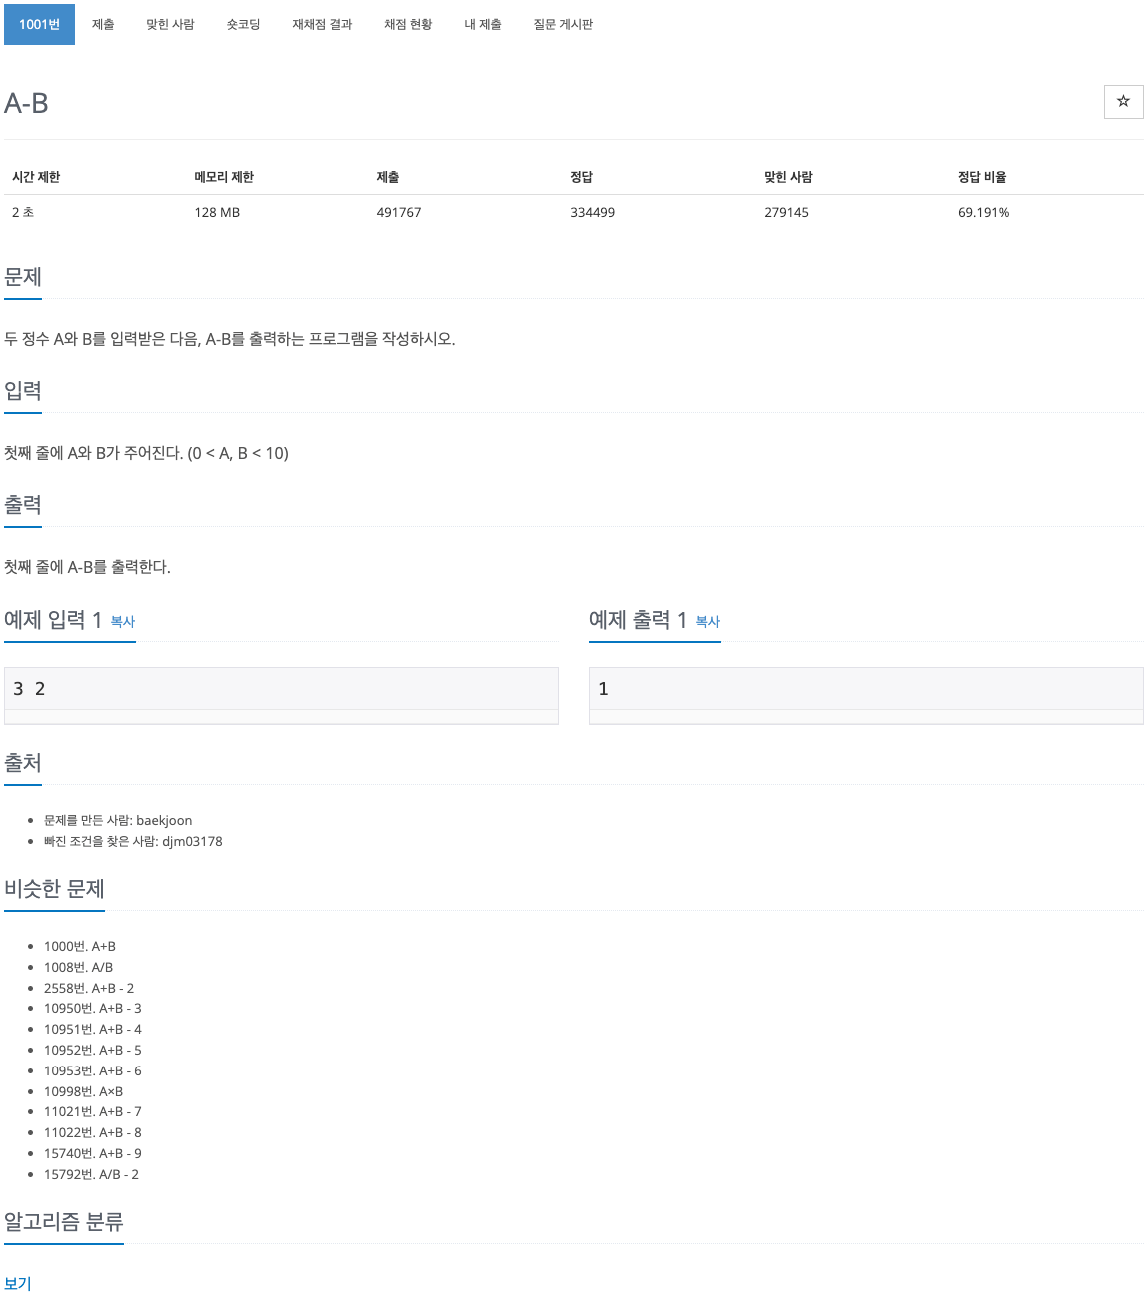 1001번 제출 맞힌 사람 숏코딩 재채점 결과 채점 현황 내 제출 질문 게시판
A-B
☆
시간 제한 메모리 제한 제출 정답 맞힌 사람 정답 비율
2 초 128 MB 491767 334499 279145 69.191%
문제
두 정수 A와 B를 입력받은 다음, A-B를 출력하는 프로그램을 작성하시오.
입력
첫째 줄에 A와 B가 주어진다. (0 < A, B < 10)
출력
첫째 줄에 A-B를 출력한다.
예제 입력 1 복사
3 2
예제 출력 1 복사
1
출처
• 문제를 만든 사람: baekjoon
• 빠진 조건을 찾은 사람: djm03178
비슷한 문제
• 1000번. A+B
• 1008번. A/B
• 2558번. A+B - 2
• 10950번. A+B - 3
• 10951번. A+B - 4
• 10952번. A+B - 5
• 10953번. A+B - 6
• 10998번. A×B
• 11021번. A+B - 7
• 11022번. A+B - 8
• 15740번. A+B - 9
• 15792번. A/B - 2
알고리즘 분류
보기